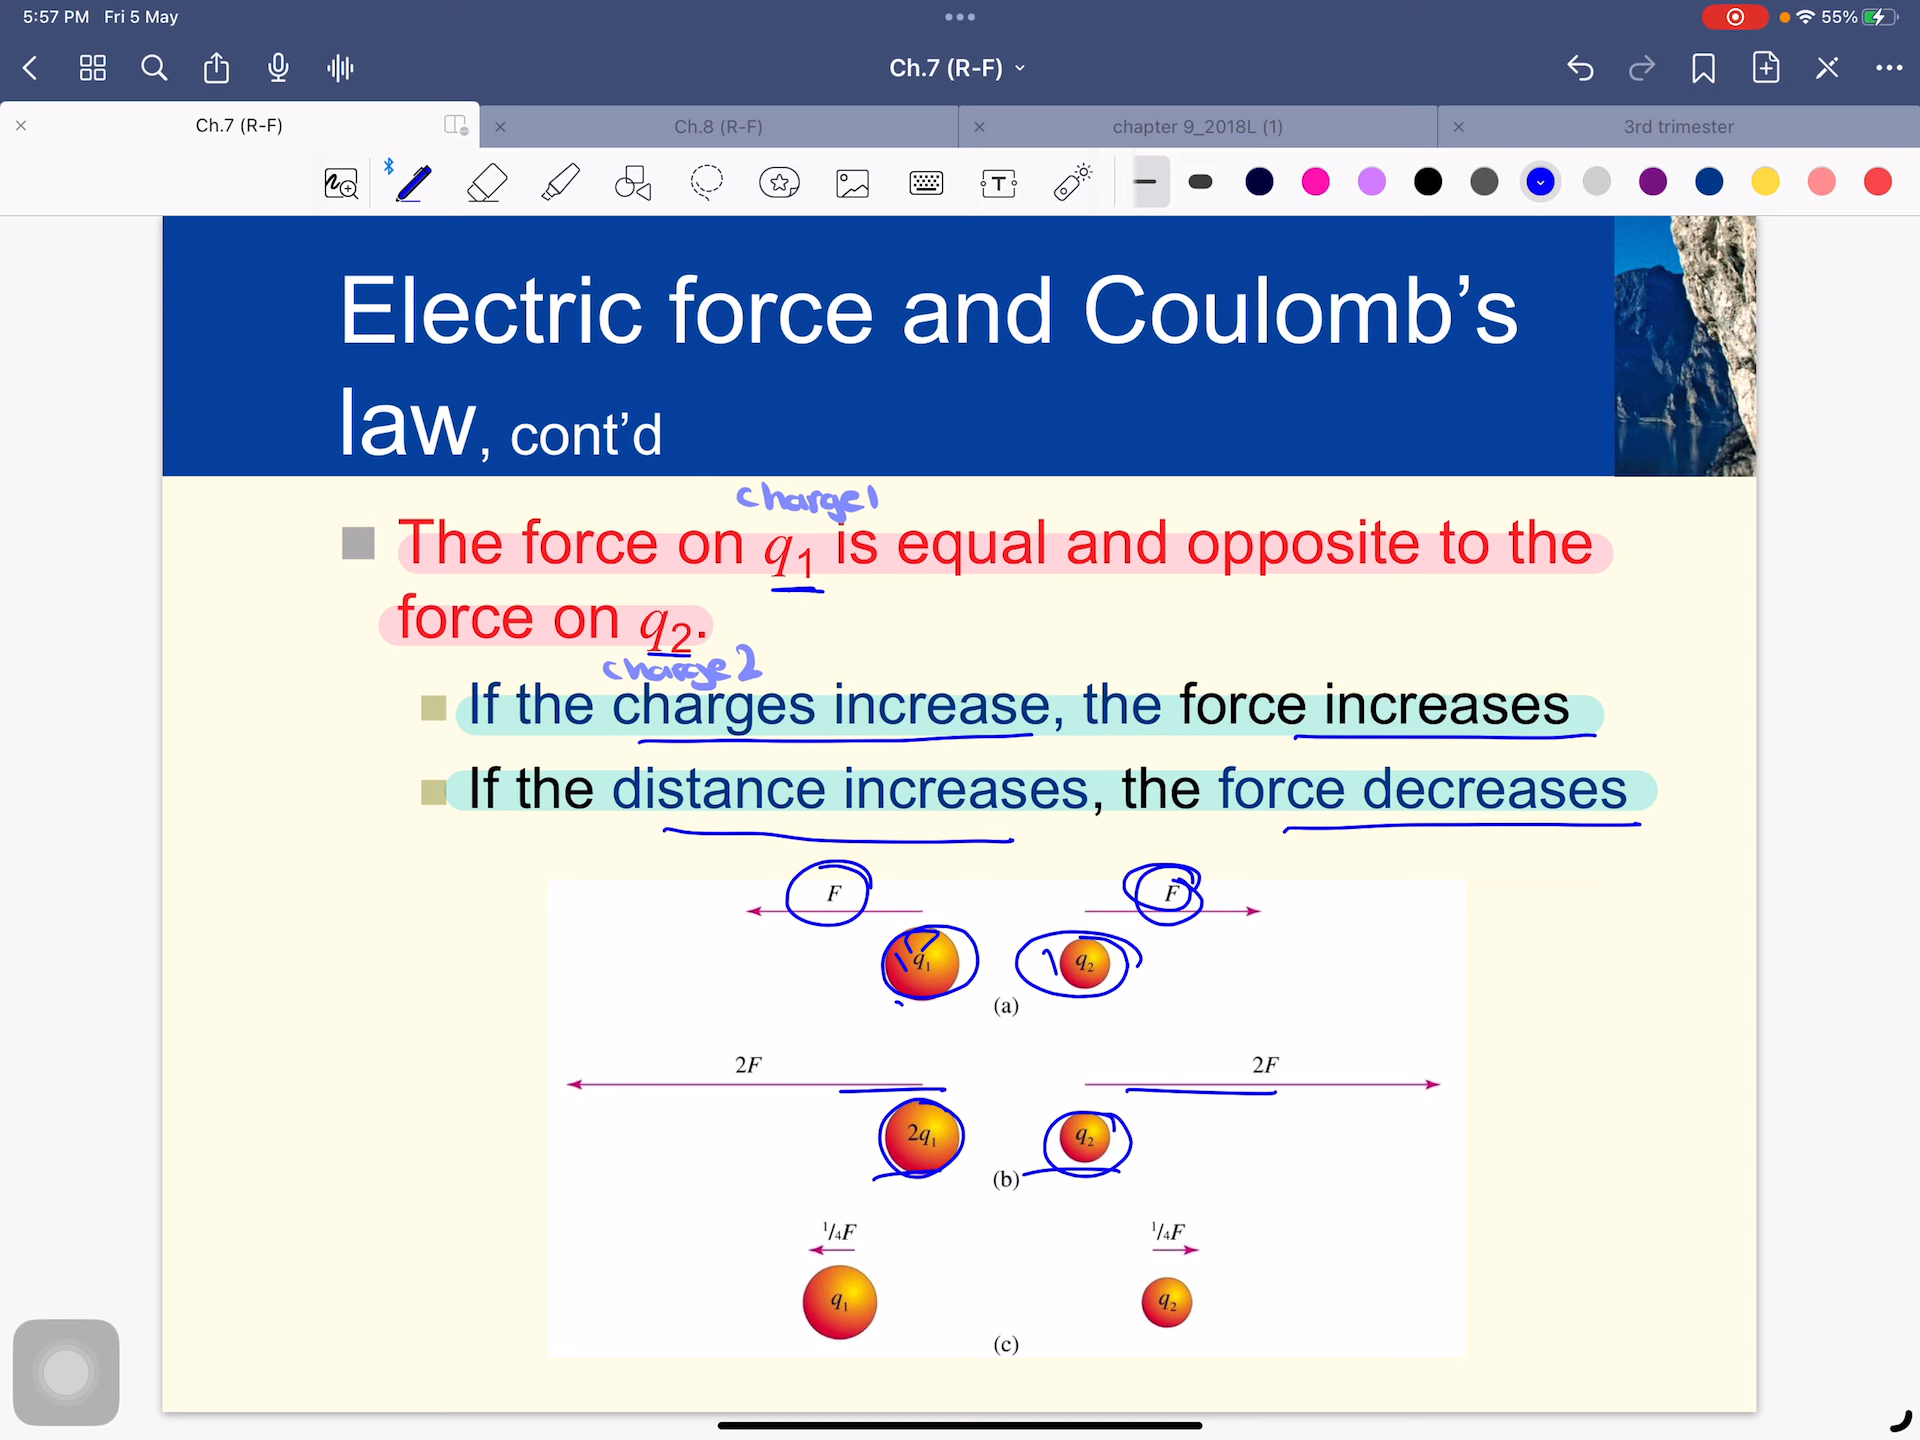 5:57 PM Fri 5 May
55%
Ch.7 (R-F)
Ch.7 (R-F)
Ch.8 (R-F)
chapter 9_2018L (1)
3rd trimester
T
Electric force and Coulomb’s
law, cont’d
charge1
The force on q1 is equal and opposite to the
force on q2.
charge2
If the charges increase, the force increases
If the distance increases, the force decreases
F F
q1 q2
(a)
2F 2F
2q1 q2
(b)
1/4F 1/4F
q1 q2
(c)